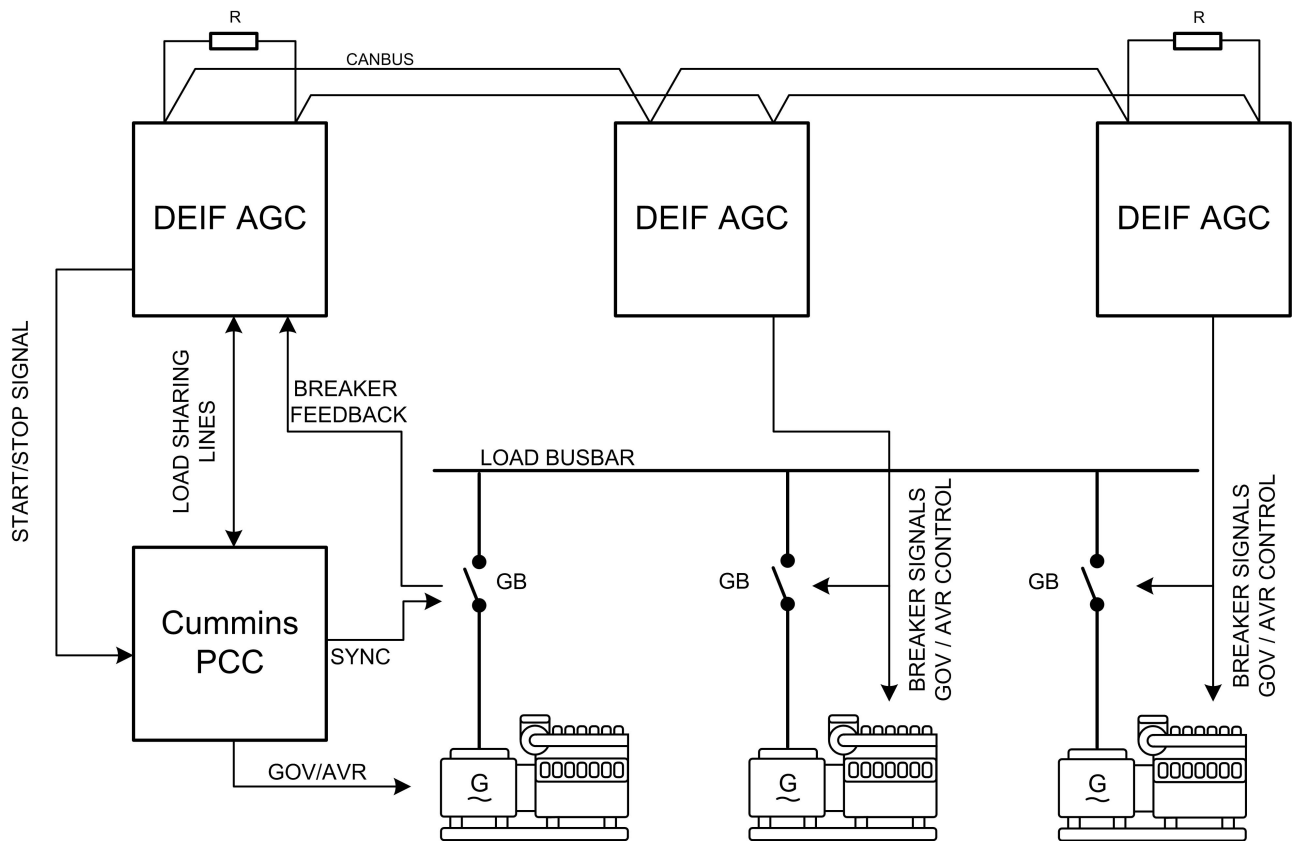 R
R
CANBUS
DEIF AGC
DEIF AGC
DEIF AGC
START/STOP SIGNAL
LOAD SHARING
LINES
BREAKER
FEEDBACK
LOAD BUSBAR
BREAKER SIGNALS
GOV / AVR CONTROL
BREAKER SIGNALS
GOV / AVR CONTROL
GB
GB
GB
Cummins
PCC
SYNC
GOV/AVR
G
G
G